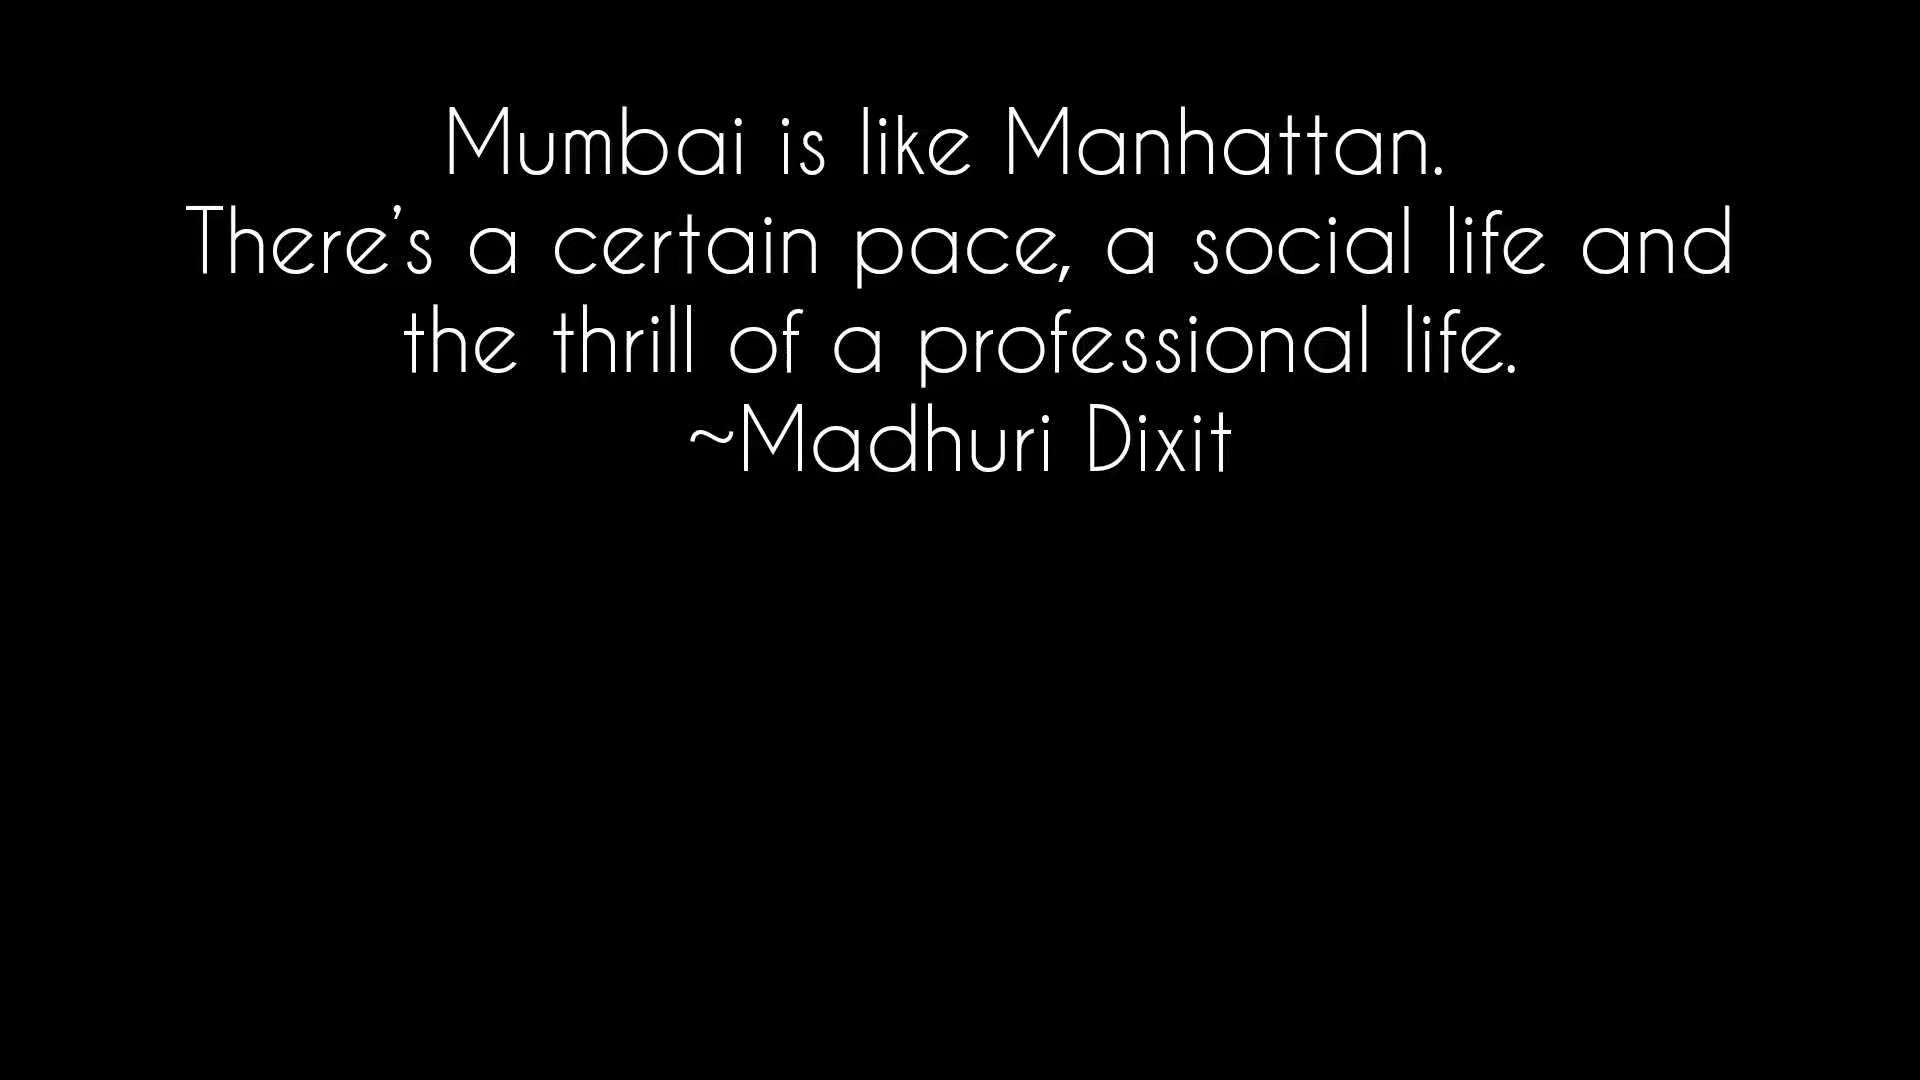 Mumbai is like Manhattan.
There's a certain pace, a social life and
the thrill of a professional life.
~Madhuri Dixit